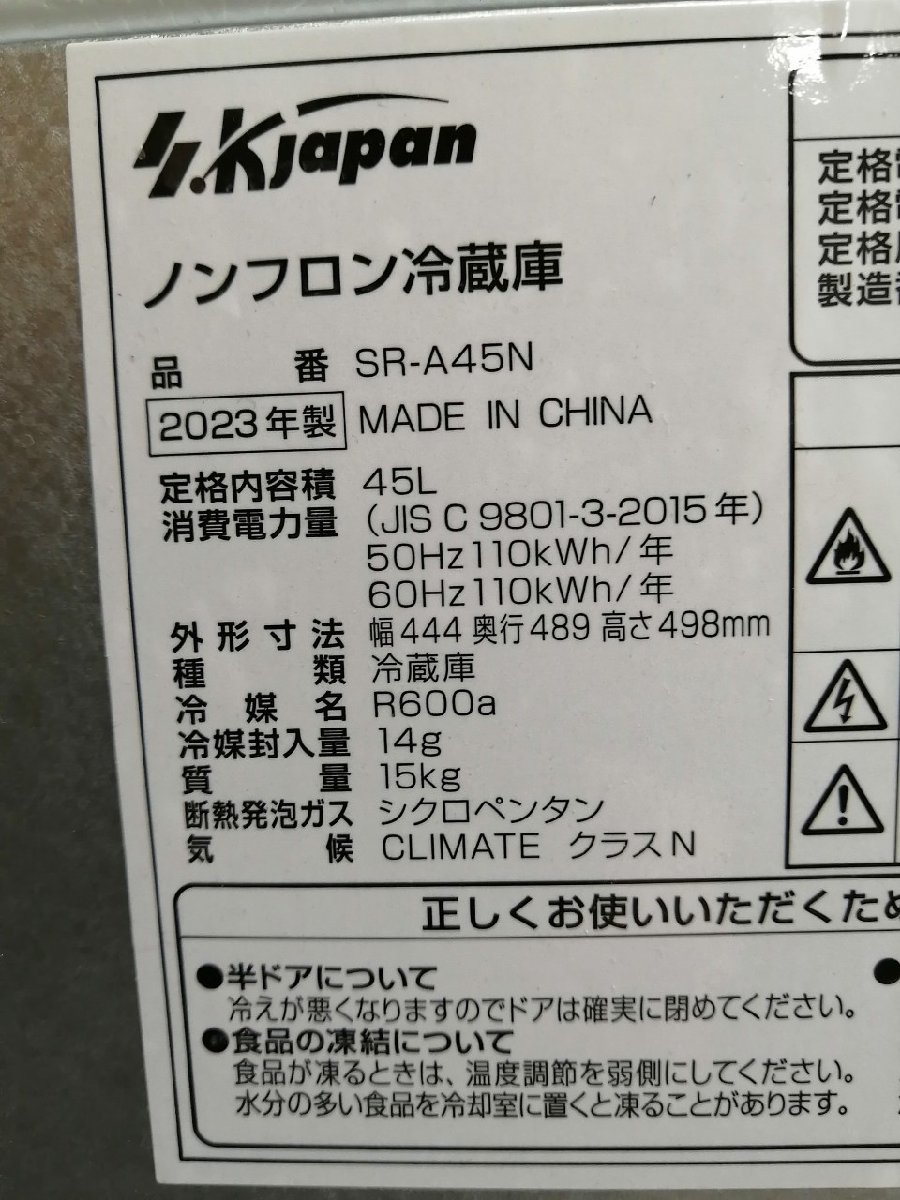 S.KJapan
ノンフロン冷蔵庫
品番 SR-A45N
2023年製 MADE IN CHINA
定格内容積 45L
消費電力量 (JIS C 9801-3-2015年)
50Hz110kWh/年
60Hz110kWh/年
外形寸法 幅444 奥行489 高さ498mm
種類 冷蔵庫
冷媒名 R600a
冷媒封入量 14g
質量 15kg
断熱発泡ガス シクロペンタン
気候 CLIMATE クラスN
定格
定格
定格
製造
正しくお使いいただくため
●半ドアについて
冷えが悪くなりますのでドアは確実に閉めてください。
●食品の凍結について
食品が凍るときは、温度調節を弱側にしてください。
水分の多い食品を冷却室に置くと凍ることがあります。